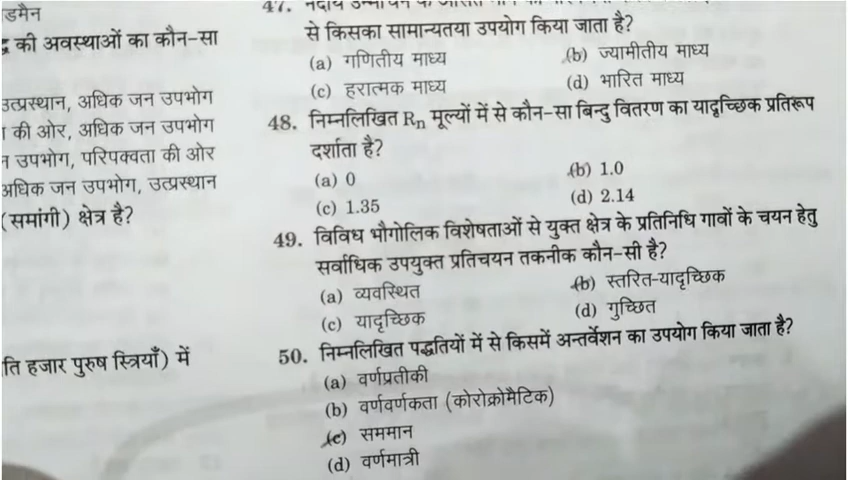 डमैन
की अवस्थाओं का कौन-सा
उत्प्रस्थान, अधिक जन उपभोग
की ओर, अधिक जन उपभोग
उपभोग, परिपक्वता की ओर
अधिक जन उपभोग, उत्प्रस्थान
(समांगी) क्षेत्र है?
ति हजार पुरुष स्त्रियाँ) में
47.
से किसका सामान्यतया उपयोग किया जाता है?
(a) गणितीय माध्य (b) ज्यामीतीय माध्य
(c) हरात्मक माध्य (d) भारित माध्य
48. निम्नलिखित Rn मूल्यों में से कौन-सा बिन्दु वितरण का यादृच्छिक प्रतिरूप
दर्शाता है?
(a) 0 (b) 1.0
(c) 1.35 (d) 2.14
49. विविध भौगोलिक विशेषताओं से युक्त क्षेत्र के प्रतिनिधि गावों के चयन हेतु
सर्वाधिक उपयुक्त प्रतिचयन तकनीक कौन-सी है?
(a) व्यवस्थित (b) स्तरित-यादृच्छिक
(c) यादृच्छिक (d) गुच्छित
50. निम्नलिखित पद्धतियों में से किसमें अन्तर्वेशन का उपयोग किया जाता है?
(a) वर्णप्रतीकी
(b) वर्णवर्णकता (कोरोक्रोमैटिक)
(c) सममान
(d) वर्णमात्री